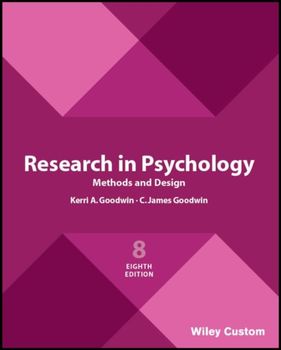 Research in Psychology
Methods and Design
Kerri A. Goodwin · C. James Goodwin
8
EIGHTH
EDITION
Wiley Custom